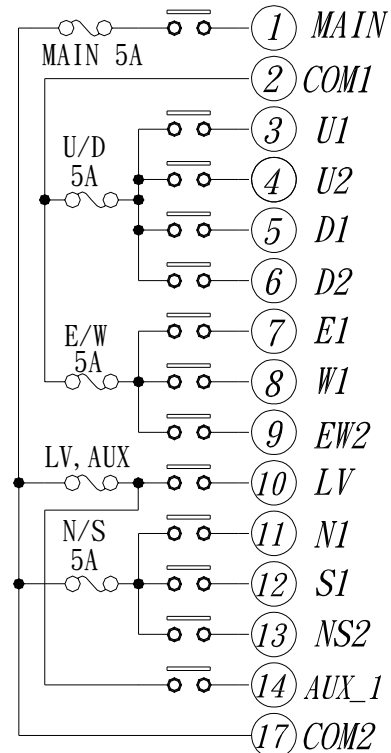 1 MAIN
MAIN 5A
2 COM1
U/D
5A
3 U1
4 U2
5 D1
6 D2
E/W
5A
7 E1
8 W1
9 EW2
LV, AUX
10 LV
N/S
5A
11 N1
12 S1
13 NS2
14 AUX_1
17 COM2